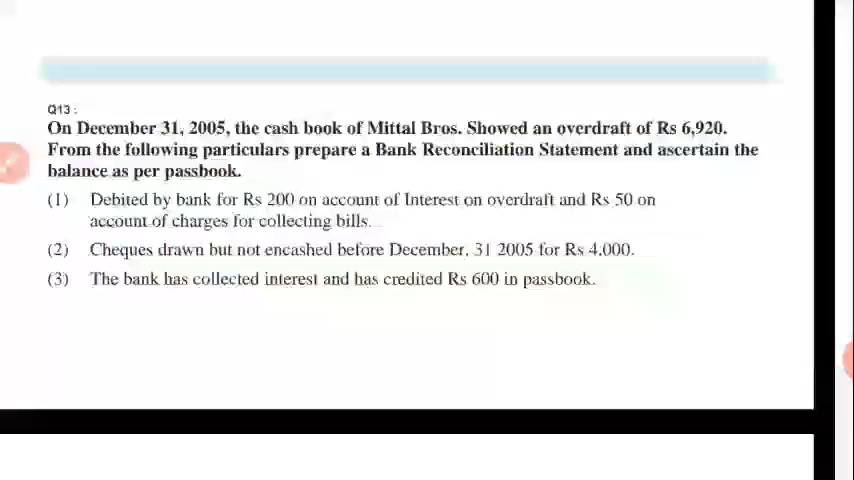 Q13 :
On December 31, 2005, the cash book of Mittal Bros. Showed an overdraft of Rs 6,920.
From the following particulars prepare a Bank Reconciliation Statement and ascertain the
balance as per passbook.
(1) Debited by bank for Rs 200 on account of Interest on overdraft and Rs 50 on
account of charges for collecting bills.
(2) Cheques drawn but not encashed before December, 31 2005 for Rs 4,000.
(3) The bank has collected interest and has credited Rs 600 in passbook.